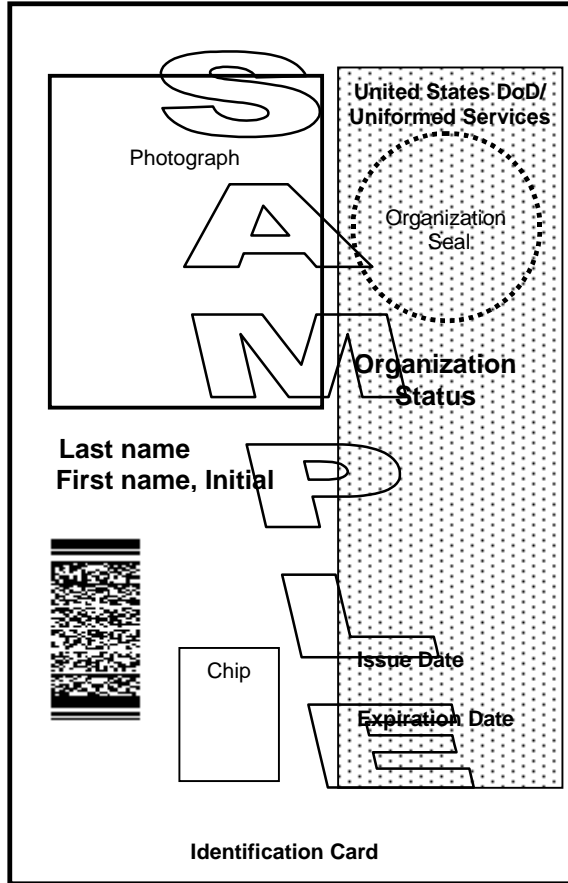 United States DoD/
Uniformed Services
Photograph
Organization
Seal
Organization
Status
Last name
First name, Initial
Chip
Issue Date
Expiration Date
Identification Card
SAMPLE